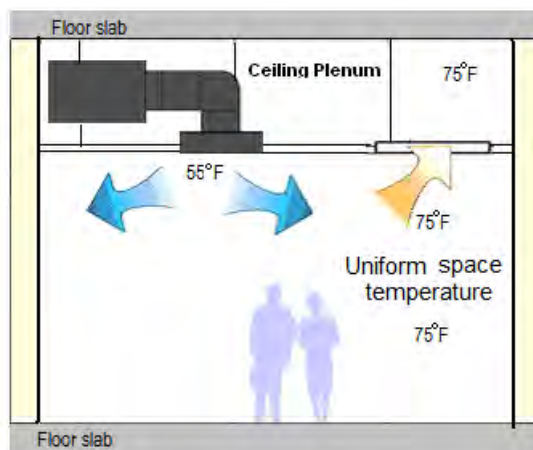 Floor slab
Ceiling Plenum
75°F
55°F
75°F
Uniform space
temperature
75°F
Floor slab